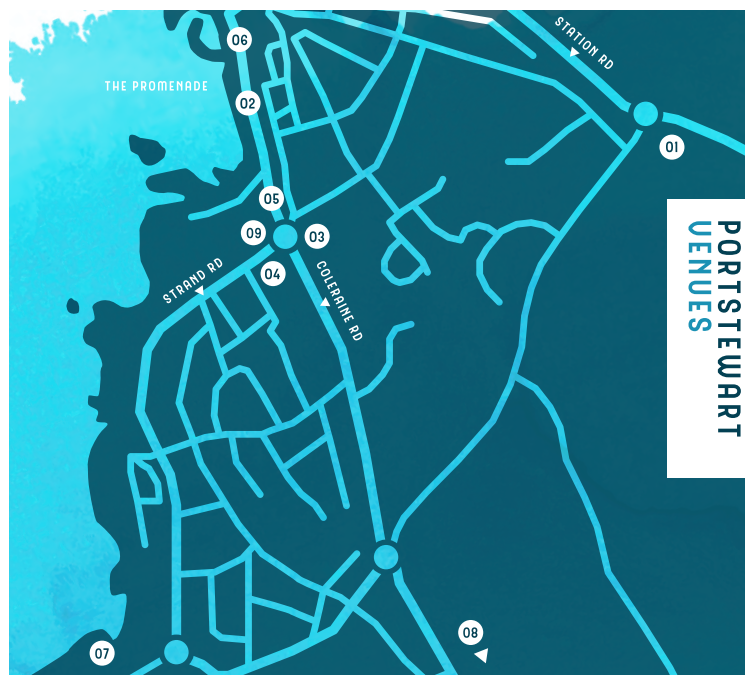 STATION RD
06
THE PROMENADE
02
01
05
09
03
04
STRAND RD
COLERAINE RD
PORTSTEWART
VENUES
08
07